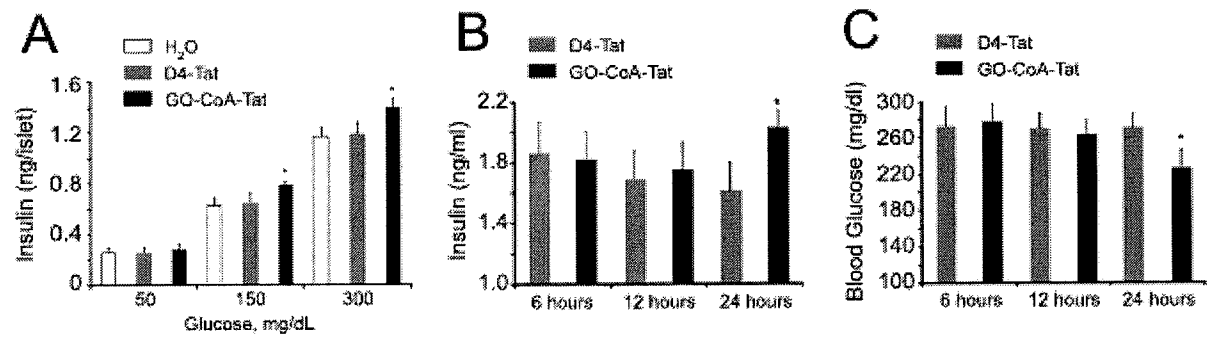 A
H₂O
D4-Tat
GO-CoA-Tat
Insulin (ng/islet)
1.6
1.2
0.8
0.4
0
*
*
50 150 300
Glucose, mg/dL
B
D4-Tat
GO-CoA-Tat
Insulin (ng/ml)
2.2
1.8
1.4
1.0
*
6 hours 12 hours 24 hours
C
D4-Tat
GO-CoA-Tat
Blood Glucose (mg/dl)
300
260
220
180
140
100
*
6 hours 12 hours 24 hours